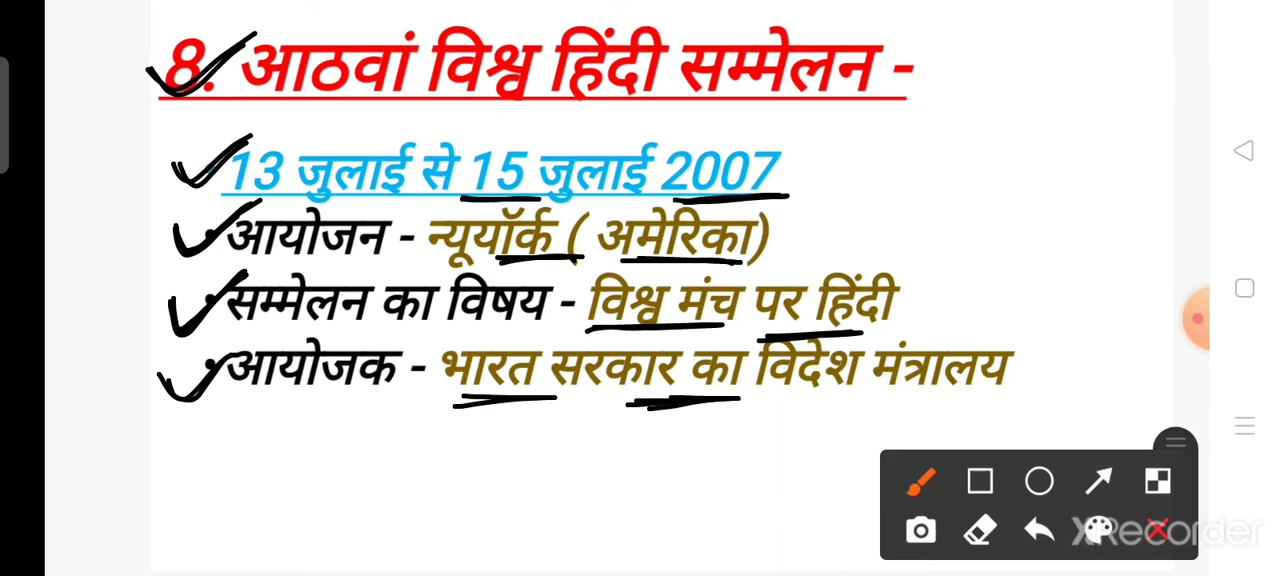 8. आठवां विश्व हिंदी सम्मेलन -
13 जुलाई से 15 जुलाई 2007
• आयोजन - न्यूयॉर्क ( अमेरिका)
• सम्मेलन का विषय - विश्व मंच पर हिंदी
• आयोजक - भारत सरकार का विदेश मंत्रालय
XRecorder